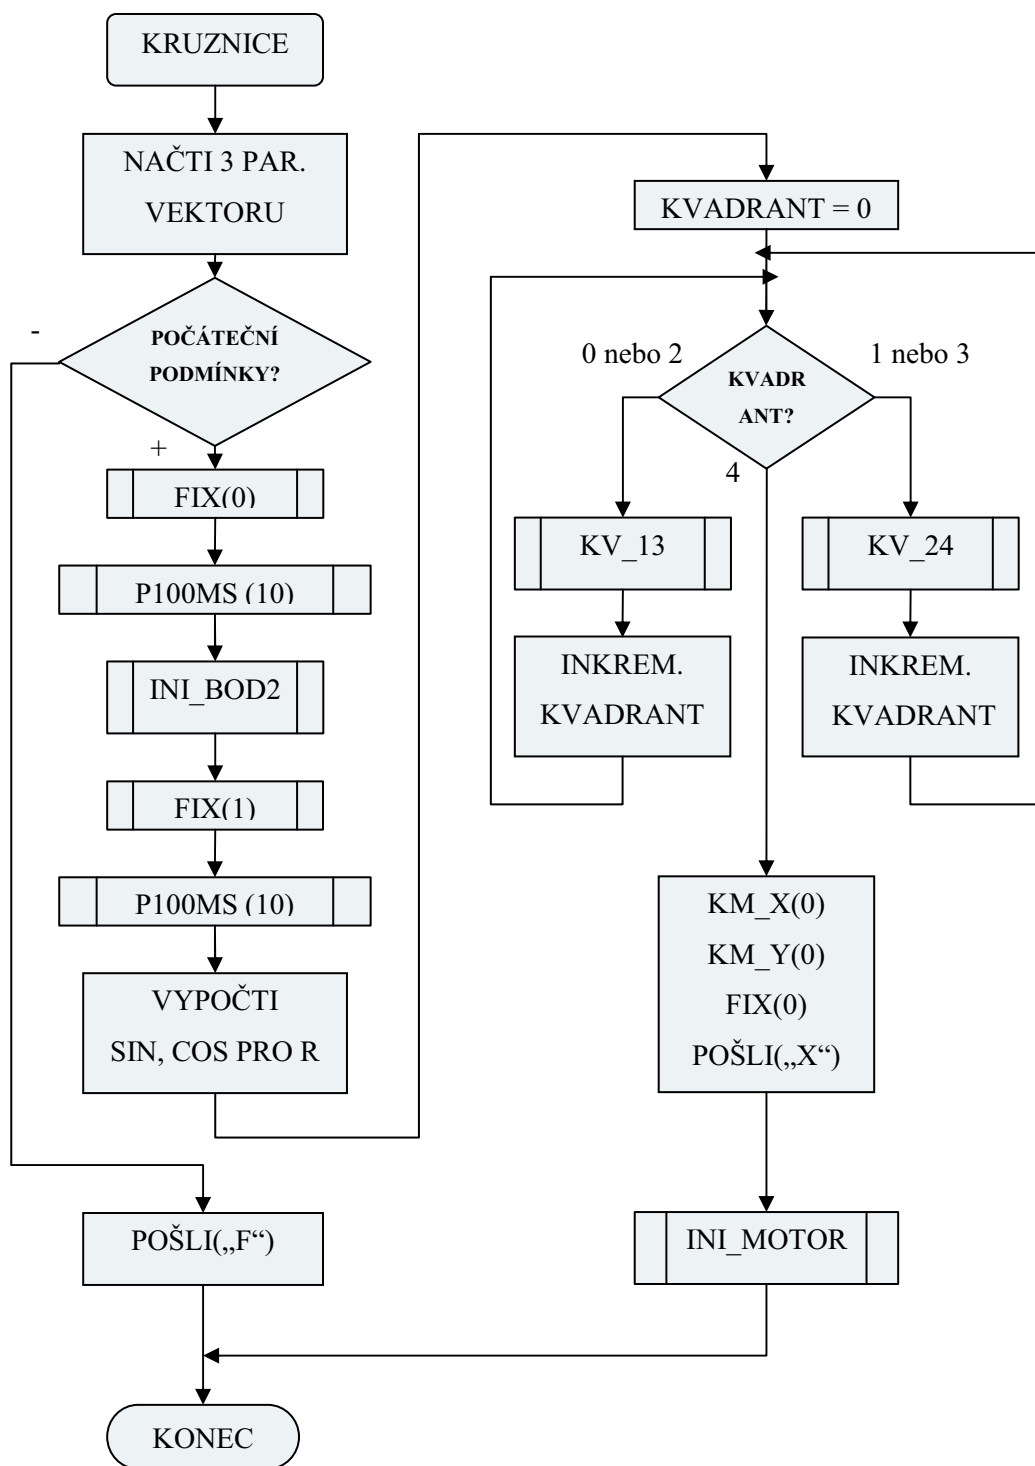 KRUZNICE
NAČTI 3 PAR.
VEKTORU
-
POČÁTEČNÍ
PODMÍNKY?
+
FIX(0)
P100MS (10)
INI_BOD2
FIX(1)
P100MS (10)
VYPOČTI
SIN, COS PRO R
POŠLI(„F“)
KONEC
KVADRANT = 0
0 nebo 2
1 nebo 3
KVADR
ANT?
4
KV_13
KV_24
INKREM.
KVADRANT
INKREM.
KVADRANT
KM_X(0)
KM_Y(0)
FIX(0)
POŠLI(„X“)
INI_MOTOR